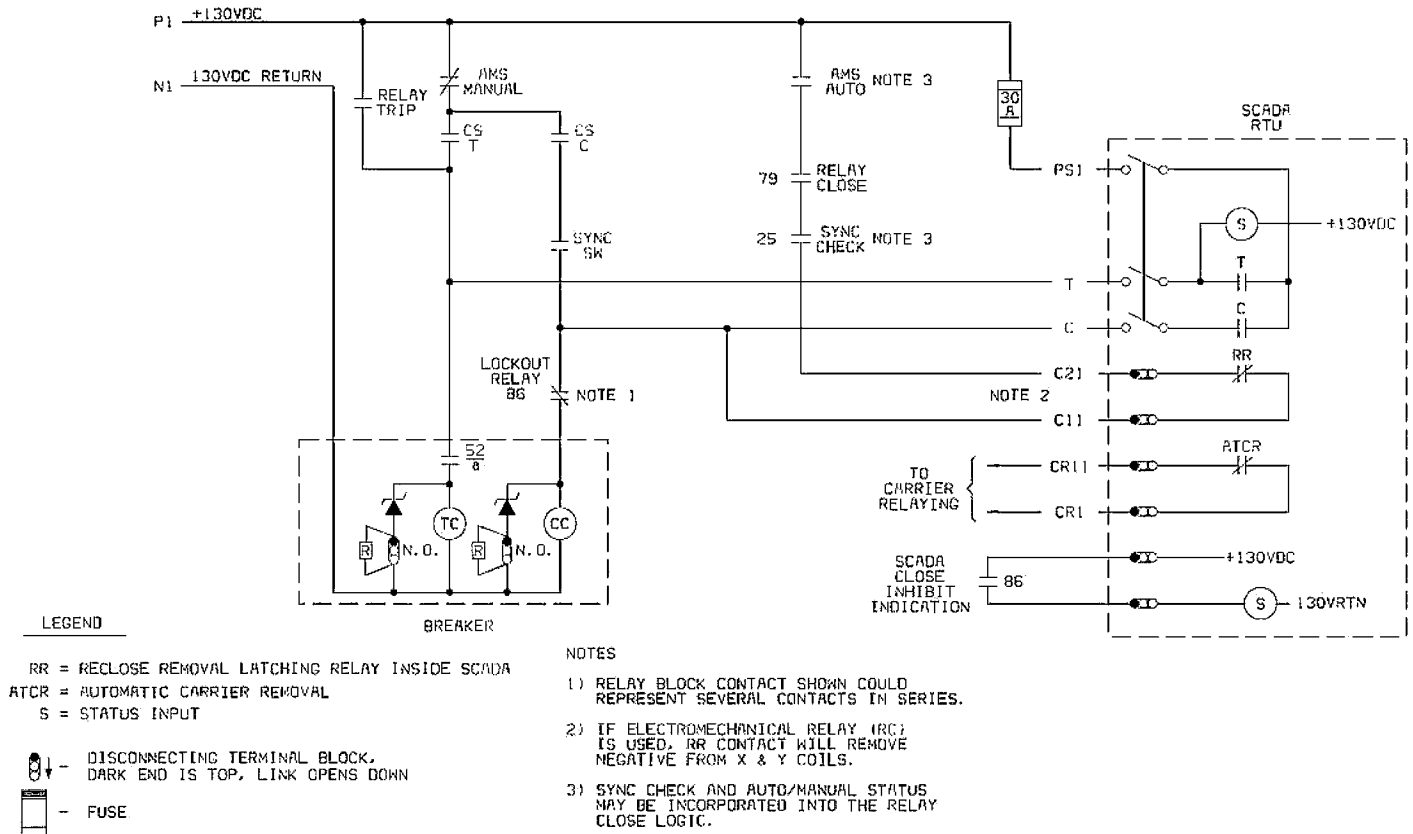 P1
+130VDC
N1
130VDC RETURN
RELAY
TRIP
AMS
MANUAL
CS
T
CS
C
SYNC
SW
AMS
AUTO
NOTE 3
79
RELAY
CLOSE
25
SYNC
CHECK
NOTE 3
30
A
SCADA
RTU
PS1
S
+130VDC
T
T
C
C
LOCKOUT
RELAY
86
NOTE 1
C21
RR
NOTE 2
C11
52
a
TC
CC
R
N.O.
R
N.O.
BREAKER
TO
CARRIER
RELAYING
CR11
ATCR
CR1
SCADA
CLOSE
INHIBIT
INDICATION
86
+130VDC
S
130VRTN
LEGEND
RR = RECLOSE REMOVAL LATCHING RELAY INSIDE SCADA
ATCR = AUTOMATIC CARRIER REMOVAL
S = STATUS INPUT
- DISCONNECTING TERMINAL BLOCK,
DARK END IS TOP, LINK OPENS DOWN
- FUSE
NOTES
1) RELAY BLOCK CONTACT SHOWN COULD
REPRESENT SEVERAL CONTACTS IN SERIES.
2) IF ELECTROMECHANICAL RELAY (RC)
IS USED, RR CONTACT WILL REMOVE
NEGATIVE FROM X & Y COILS.
3) SYNC CHECK AND AUTO/MANUAL STATUS
MAY BE INCORPORATED INTO THE RELAY
CLOSE LOGIC.